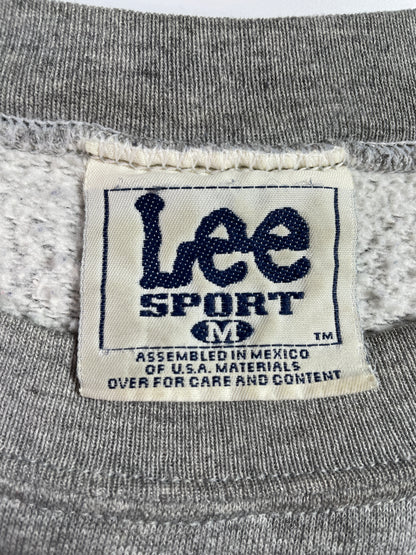 Lee
SPORT
M
TM
ASSEMBLED IN MEXICO
OF U.S.A. MATERIALS
OVER FOR CARE AND CONTENT